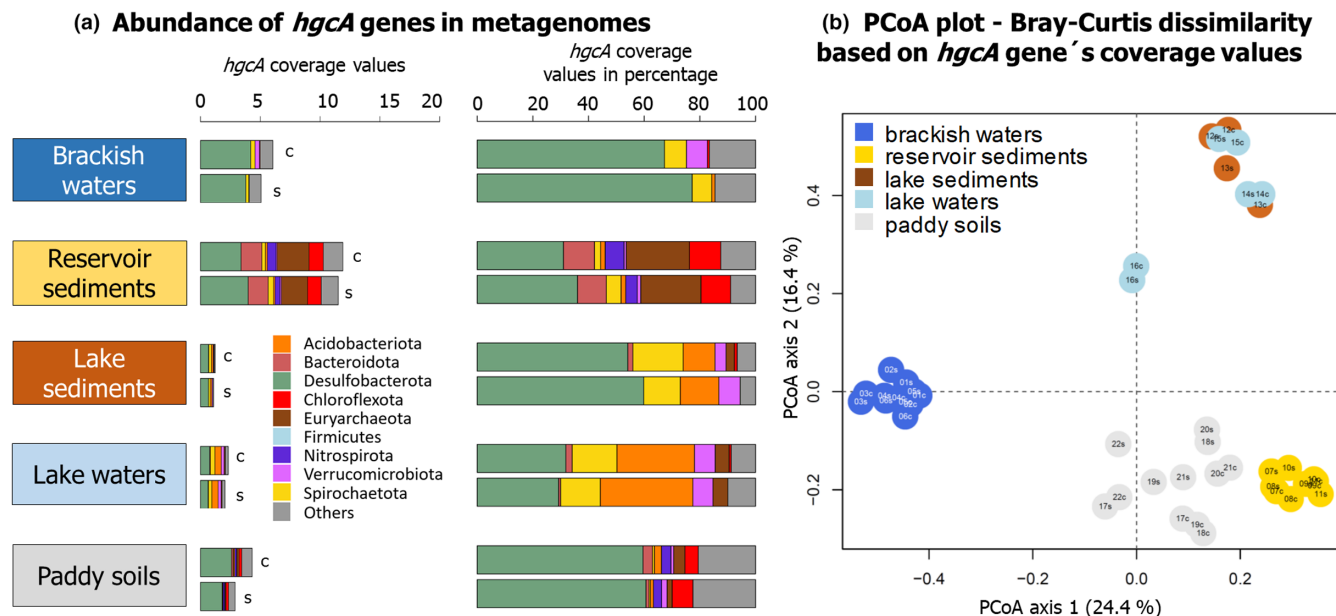 (a) Abundance of hgcA genes in metagenomes
hgcA coverage values
0 5 10 15 20
hgcA coverage
values in percentage
0 20 40 60 80 100
Brackish
waters
c
s
Reservoir
sediments
c
s
Lake
sediments
c
s
Lake waters
c
s
Paddy soils
c
s
Acidobacteriota
Bacteroidota
Desulfobacterota
Chloroflexota
Euryarchaeota
Firmicutes
Nitrospirota
Verrucomicrobiota
Spirochaetota
Others
(b) PCoA plot - Bray-Curtis dissimilarity
based on hgcA gene´s coverage values
brackish waters
reservoir sediments
lake sediments
lake waters
paddy soils
PCoA axis 2 (16.4 %)
0.4
0.2
0.0
−0.2
−0.4 −0.2 0.0 0.2
PCoA axis 1 (24.4 %)
12c
15s
15c
13s
14s 14c
13c
16c
16s
02s
01s
03c
03s
01c
06c
22s
20s
18s
21c
20c
21s
19s
22c
17s
17c
19c
18c
07s
10s
08s
07c
08c
11s